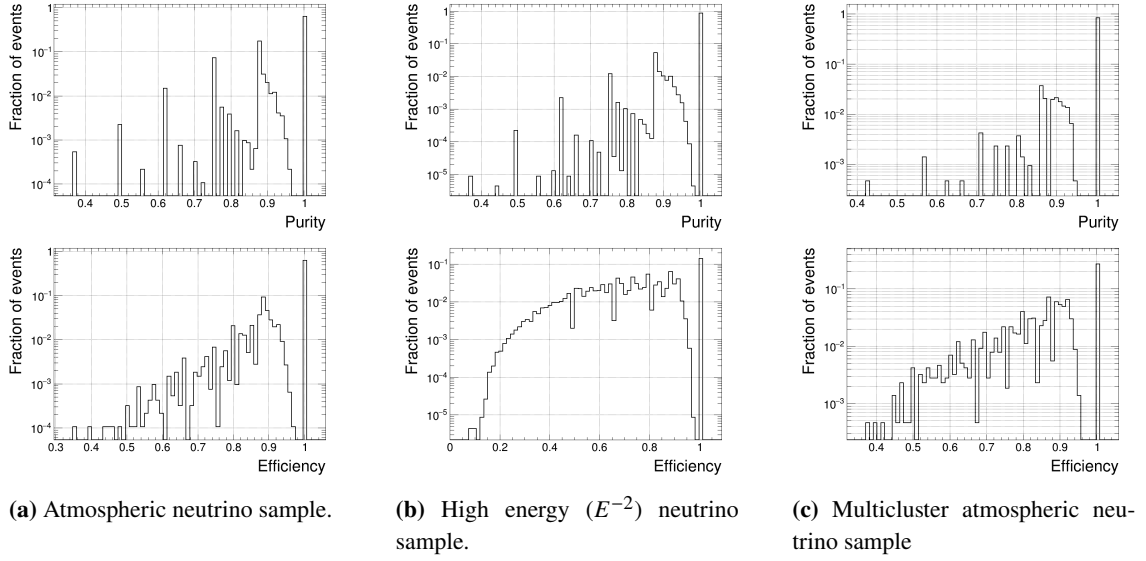 Fraction of events
1
10⁻¹
10⁻²
10⁻³
10⁻⁴
0.4 0.5 0.6 0.7 0.8 0.9 1
Purity
Fraction of events
1
10⁻¹
10⁻²
10⁻³
10⁻⁴
10⁻⁵
0.4 0.5 0.6 0.7 0.8 0.9 1
Purity
Fraction of events
1
10⁻¹
10⁻²
10⁻³
0.4 0.5 0.6 0.7 0.8 0.9 1
Purity
Fraction of events
1
10⁻¹
10⁻²
10⁻³
10⁻⁴
0.3 0.4 0.5 0.6 0.7 0.8 0.9 1
Efficiency
Fraction of events
10⁻¹
10⁻²
10⁻³
10⁻⁴
10⁻⁵
0 0.2 0.4 0.6 0.8 1
Efficiency
Fraction of events
10⁻¹
10⁻²
10⁻³
0.4 0.5 0.6 0.7 0.8 0.9 1
Efficiency
(a) Atmospheric neutrino sample.
(b) High energy (E⁻²) neutrino
sample.
(c) Multicluster atmospheric neu-
trino sample